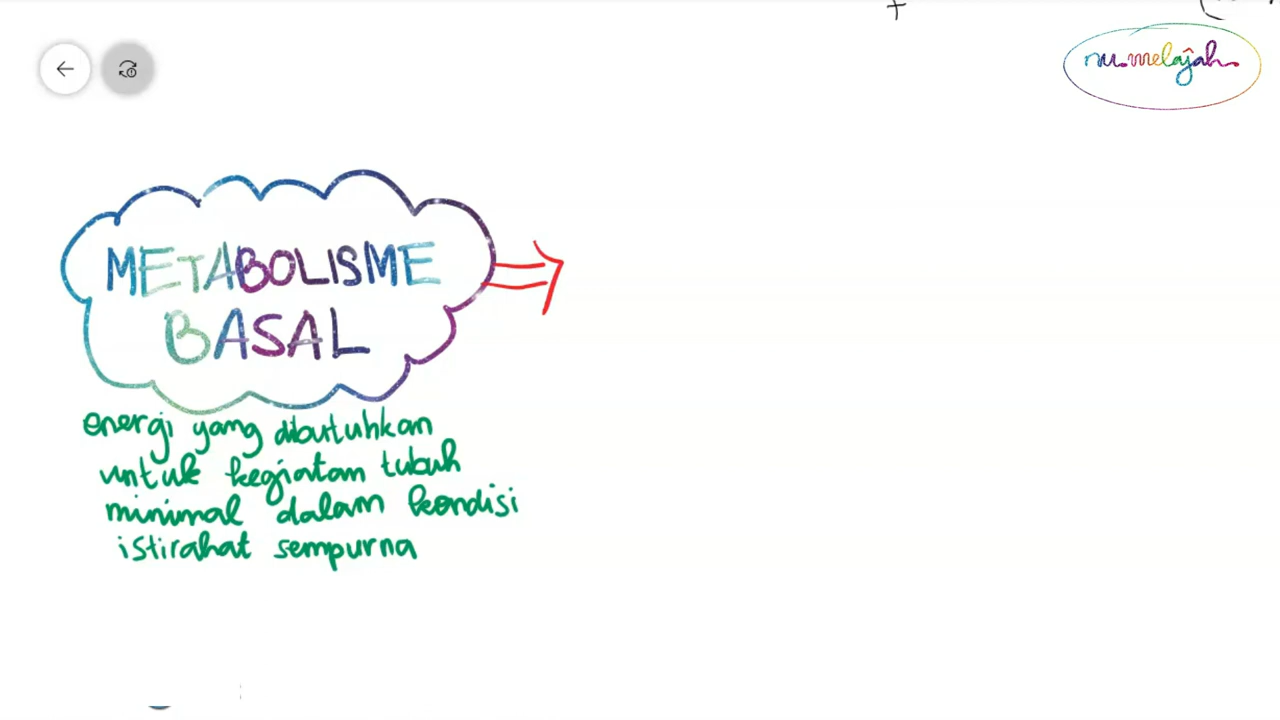 nu.melajah.
METABOLISME
BASAL
energi yang dibutuhkan
untuk kegiatan tubuh
minimal dalam kondisi
istirahat sempurna